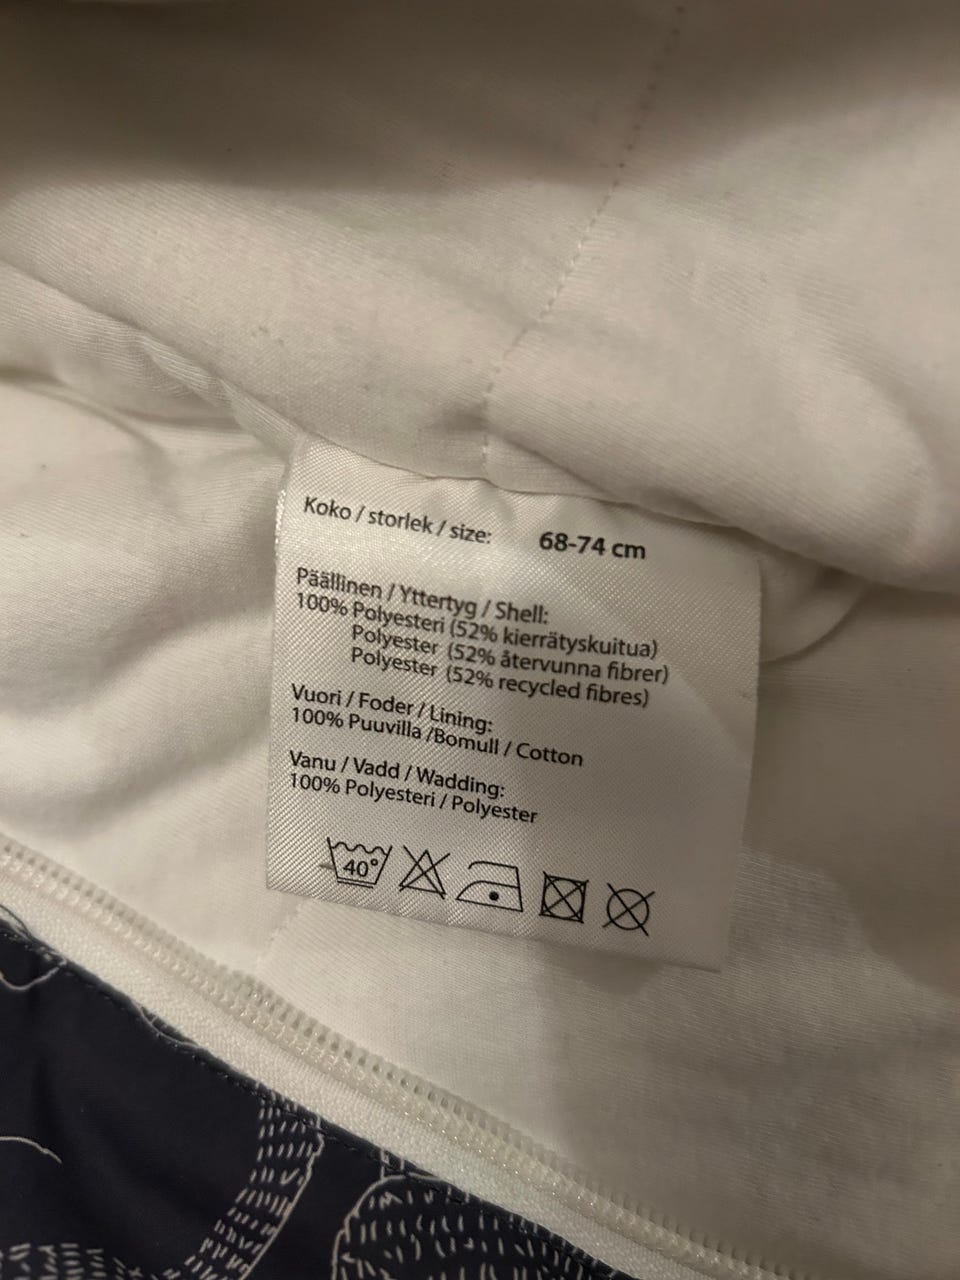 Koko / storlek / size: 68-74 cm
Päällinen / Yttertyg / Shell:
100% Polyesteri (52% kierrätyskuitua)
Polyester (52% återvunna fibrer)
Polyester (52% recycled fibres)
Vuori / Foder / Lining:
100% Puuvilla /Bomull / Cotton
Vanu / Vadd / Wadding:
100% Polyesteri / Polyester
40°